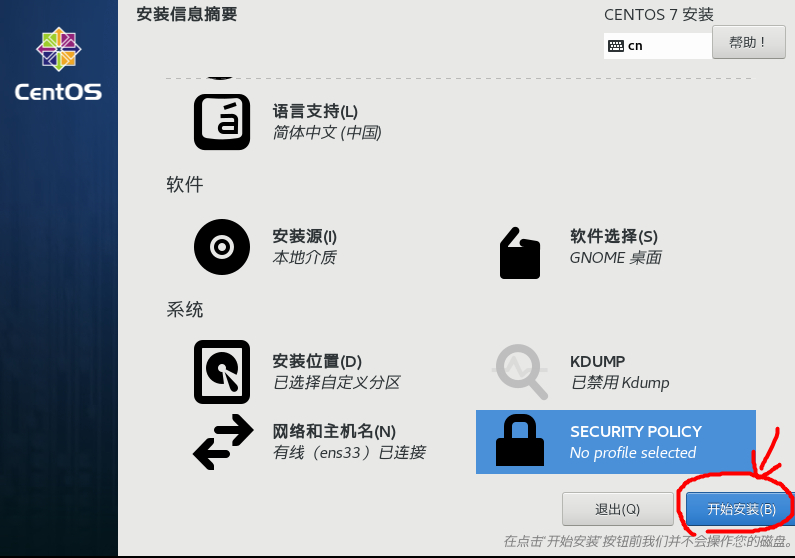 安装信息摘要
CENTOS 7 安装
cn
帮助！
CentOS
语言支持(L)
简体中文 (中国)
软件
安装源(I)
本地介质
软件选择(S)
GNOME 桌面
系统
安装位置(D)
已选择自定义分区
KDUMP
已禁用 Kdump
网络和主机名(N)
有线（ens33）已连接
SECURITY POLICY
No profile selected
退出(Q)
开始安装(B)
在点击'开始安装'按钮前我们并不会操作您的磁盘。